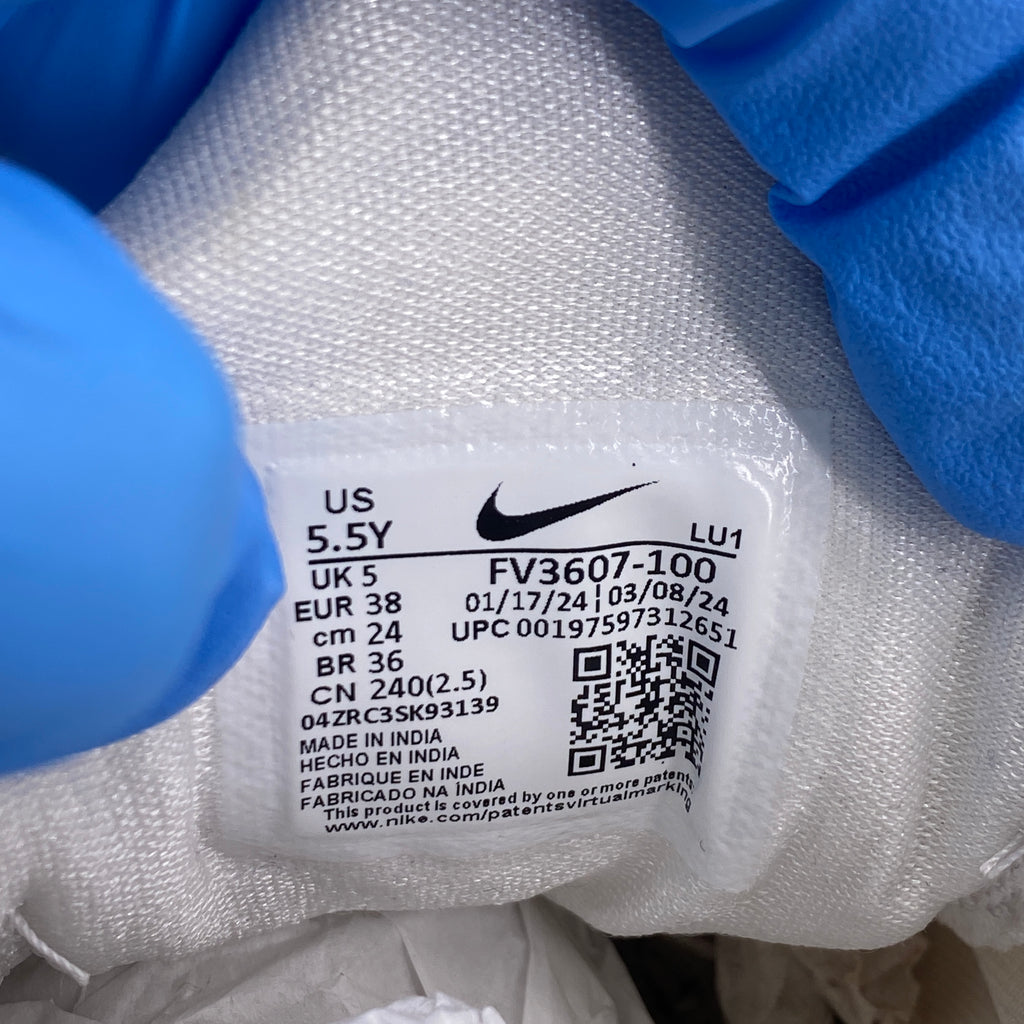 US
5.5Y
LU1
UK 5
EUR 38
cm 24
BR 36
CN 240(2.5)
FV3607-100
01/17/24 | 03/08/24
UPC 00197597312651
04ZRC3SK93139
MADE IN INDIA
HECHO EN INDIA
FABRIQUE EN INDE
FABRICADO NA ÍNDIA
This product is covered by one or more patents
www.nike.com/patentsvirtualmarking